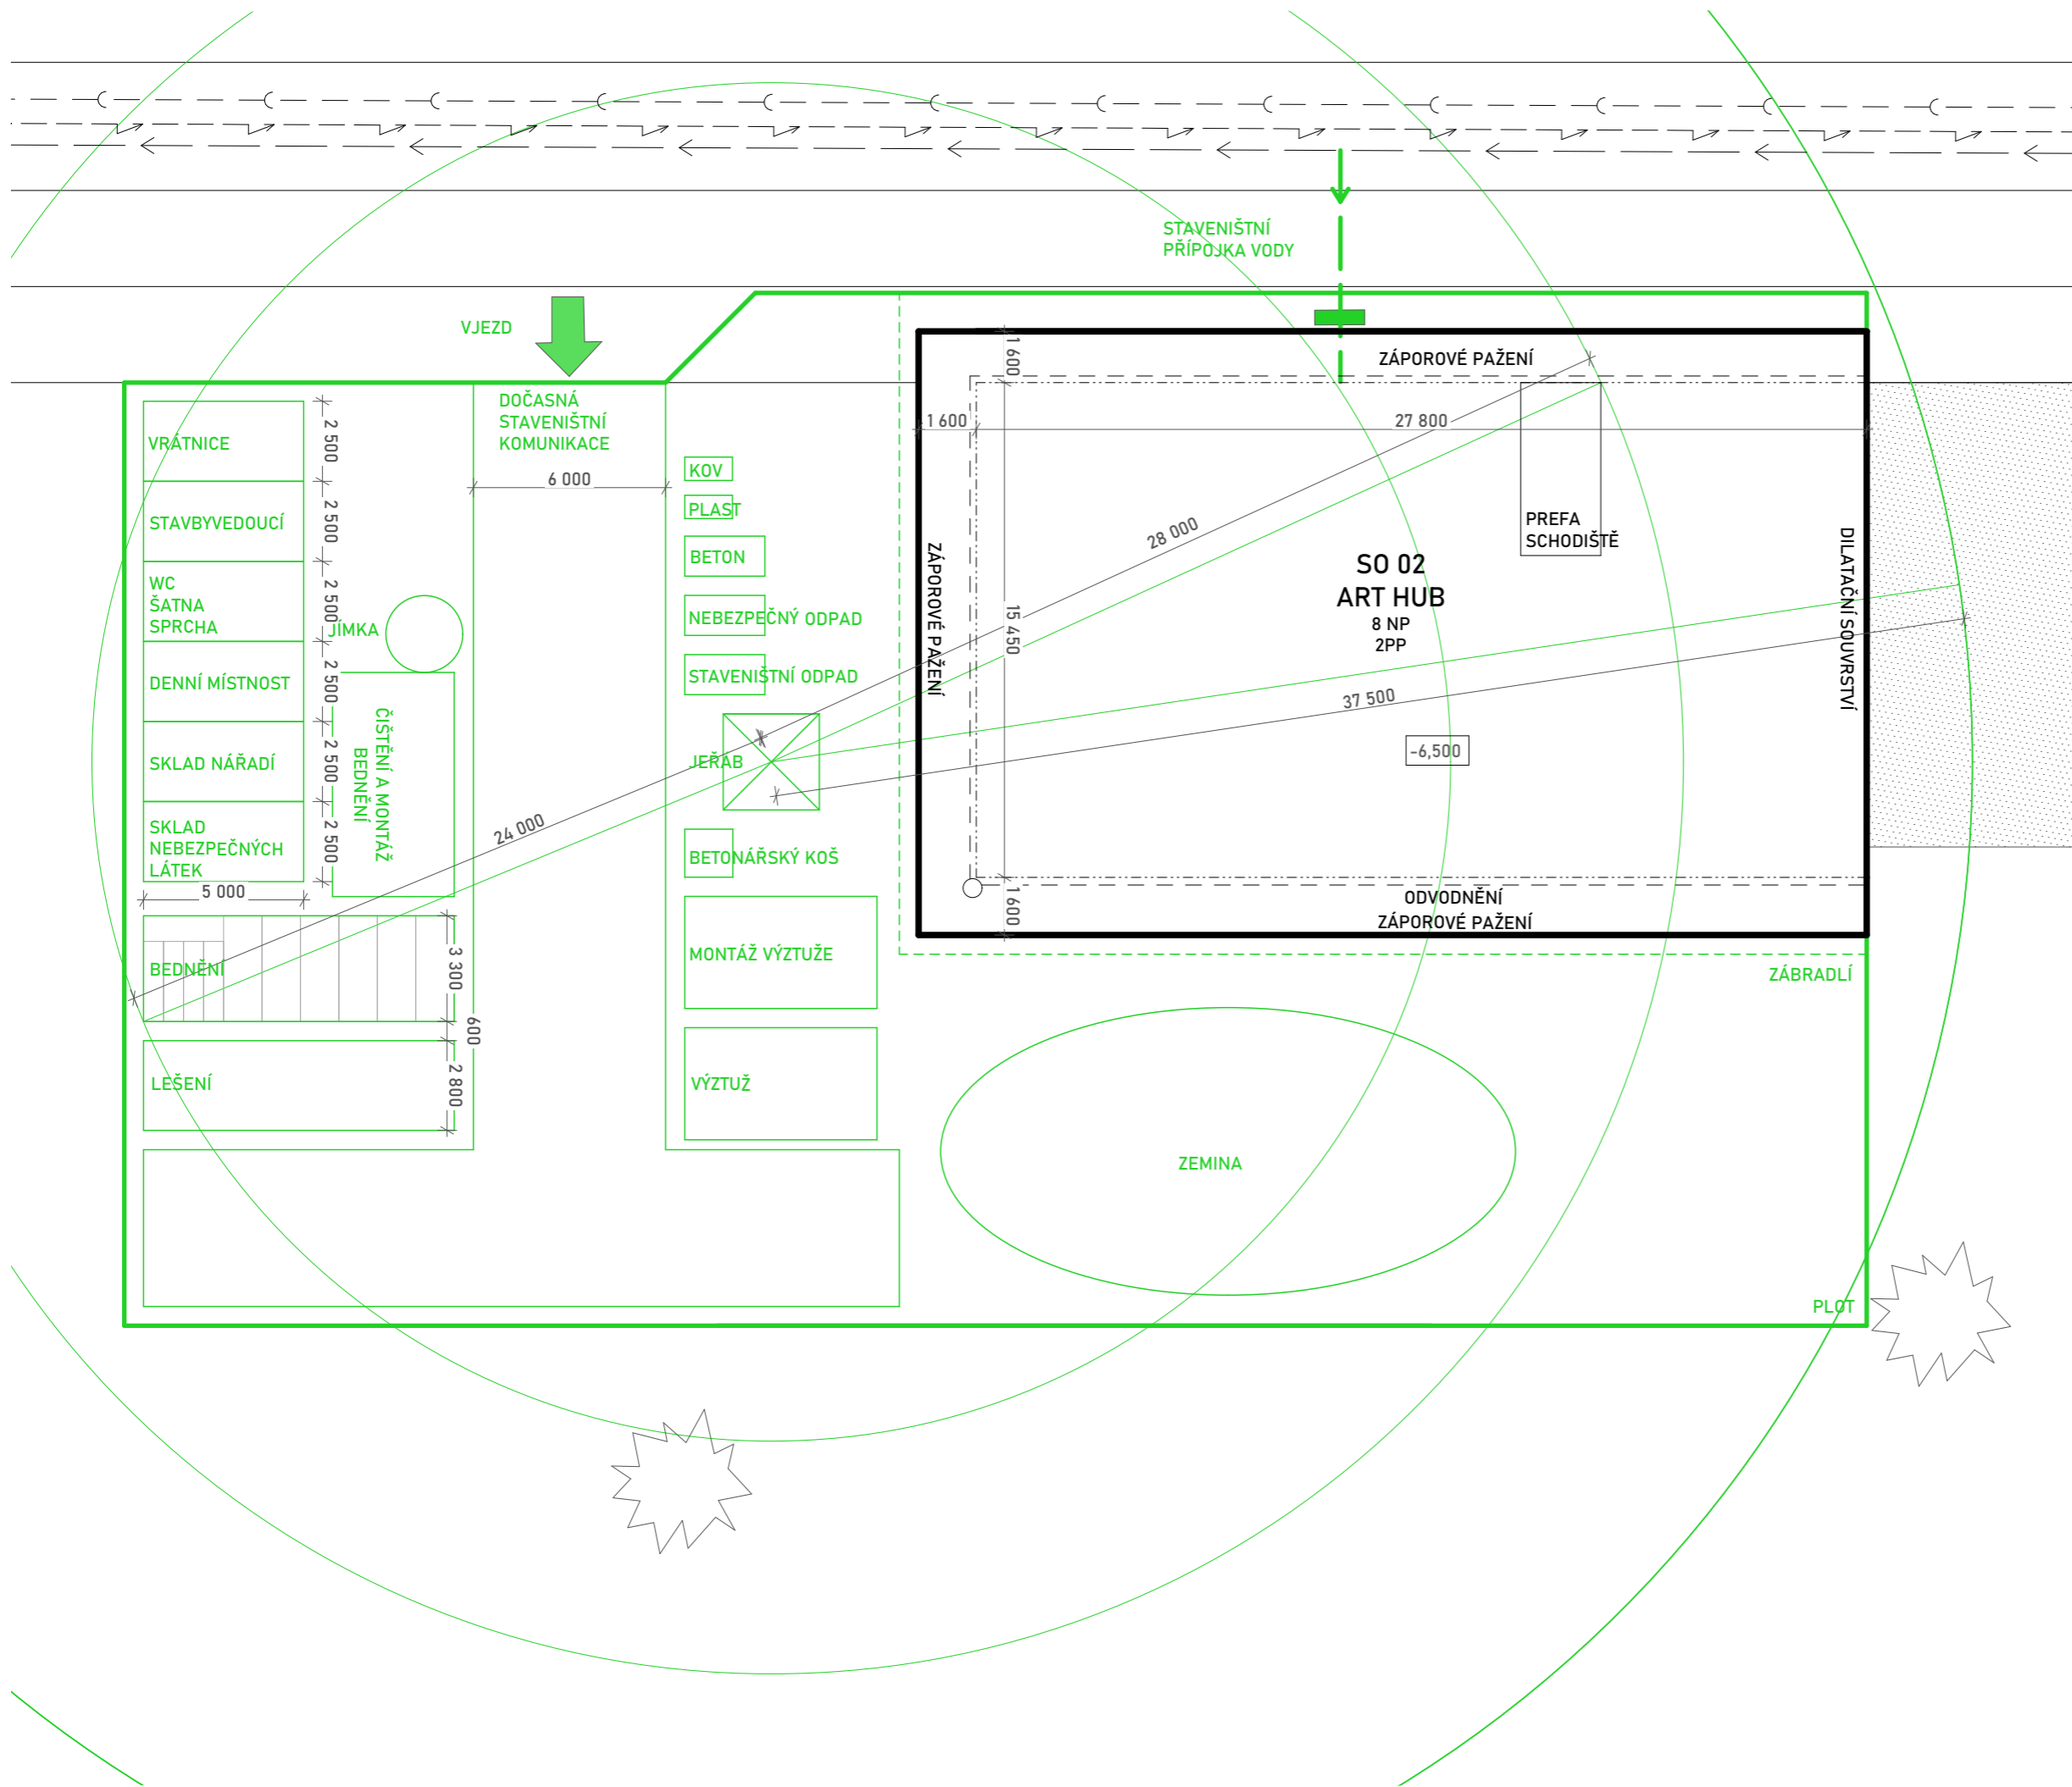 STAVENIŠTNÍ
PŘÍPOJKA VODY
VJEZD
ZÁPOROVÉ PAŽENÍ
1 600
DOČASNÁ
STAVENIŠTNÍ
KOMUNIKACE
6 000
VRÁTNICE
2 500
STAVBYVEDOUCÍ
2 500
WC
ŠATNA
SPRCHA
2 500
JÍMKA
DENNÍ MÍSTNOST
2 500
SKLAD NÁŘADÍ
2 500
SKLAD
NEBEZPEČNÝCH
LÁTEK
2 500
5 000
ČIŠTĚNÍ A MONTÁŽ
BEDNĚNÍ
BEDNĚNÍ
3 300
600
LEŠENÍ
2 800
KOV
PLAST
BETON
NEBEZPEČNÝ ODPAD
STAVENIŠTNÍ ODPAD
JEŘÁB
24 000
BETONÁŘSKÝ KOŠ
MONTÁŽ VÝZTUŽE
VÝZTUŽ
1 600
27 800
28 000
PREFA
SCHODIŠTĚ
ZÁPOROVÉ PAŽENÍ
15 450
SO 02
ART HUB
8 NP
2PP
37 500
-6,500
DILATAČNÍ SOUVRSTVÍ
1 600
ODVODNĚNÍ
ZÁPOROVÉ PAŽENÍ
ZÁBRADLÍ
ZEMINA
PLOT